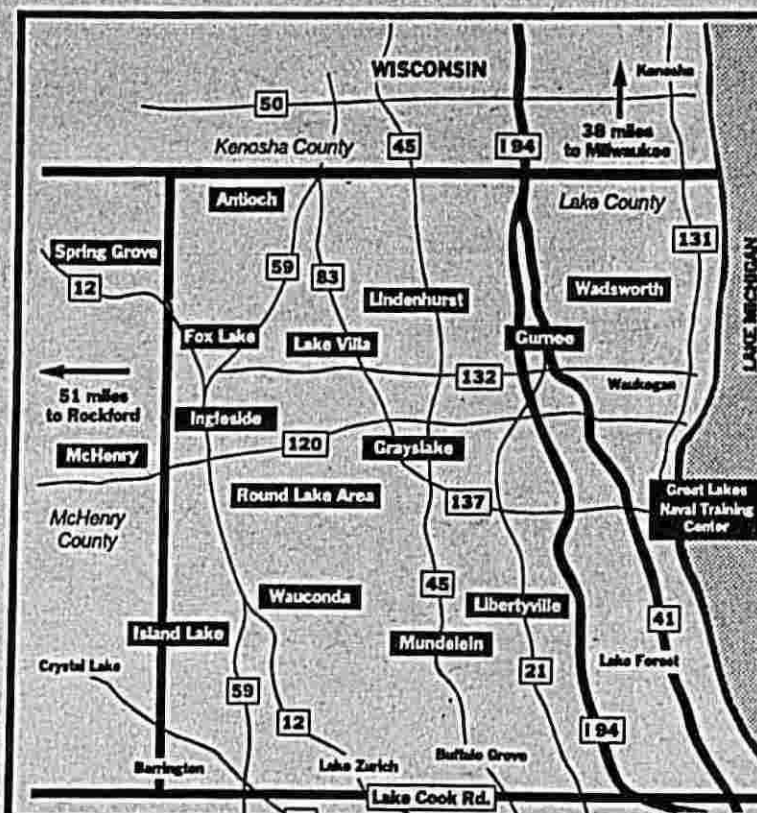 WISCONSIN
Kenosha
50
38 miles
to Milwaukee
Kenosha County
45
I 94
Antioch
Lake County
131
Spring Grove
59
83
12
Lindenhurst
Wadsworth
LAKE MICHIGAN
Fox Lake
Lake Villa
Gurnee
51 miles
to Rockford
132
Waukegan
Ingleside
120
McHenry
Grayslake
Round Lake Area
137
Great Lakes
Naval Training
Center
McHenry
County
45
Wauconda
Libertyville
Island Lake
41
Mundelein
Crystal Lake
Lake Forest
59
21
12
I 94
Barrington
Lake Zurich
Buffalo Grove
Lake Cook Rd.